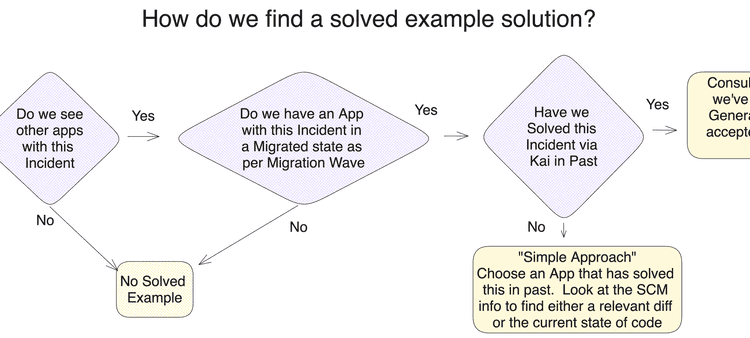 How do we find a solved example solution?
Do we see
other apps
with this
Incident
Yes
No
Do we have an App
with this Incident in
a Migrated state as
per Migration Wave
Yes
No
No Solved
Example
Have we
Solved this
Incident via
Kai in Past
Yes
No
"Simple Approach"
Choose an App that has solved
this in past. Look at the SCM
info to find either a relevant diff
or the current state of code
we've